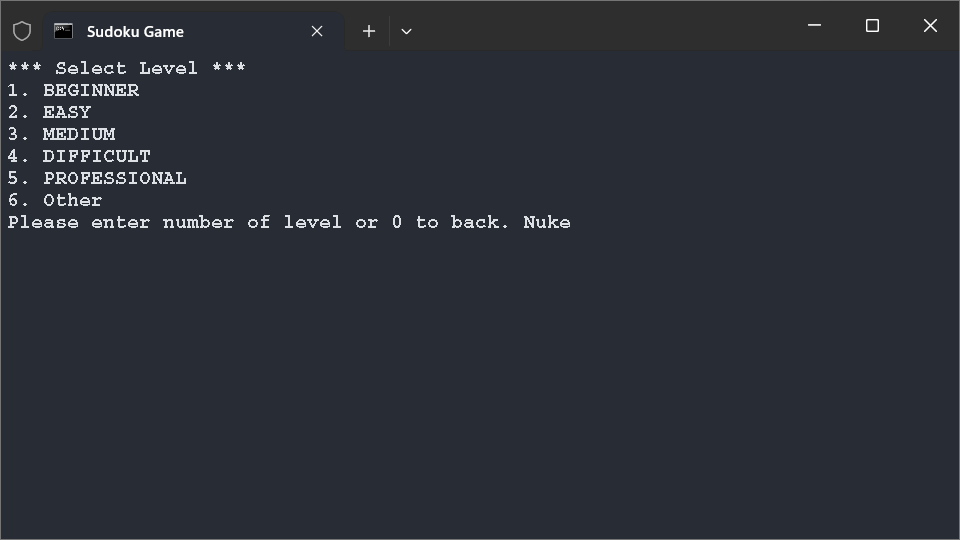 Sudoku Game
*** Select Level ***
1. BEGINNER
2. EASY
3. MEDIUM
4. DIFFICULT
5. PROFESSIONAL
6. Other
Please enter number of level or 0 to back. Nuke